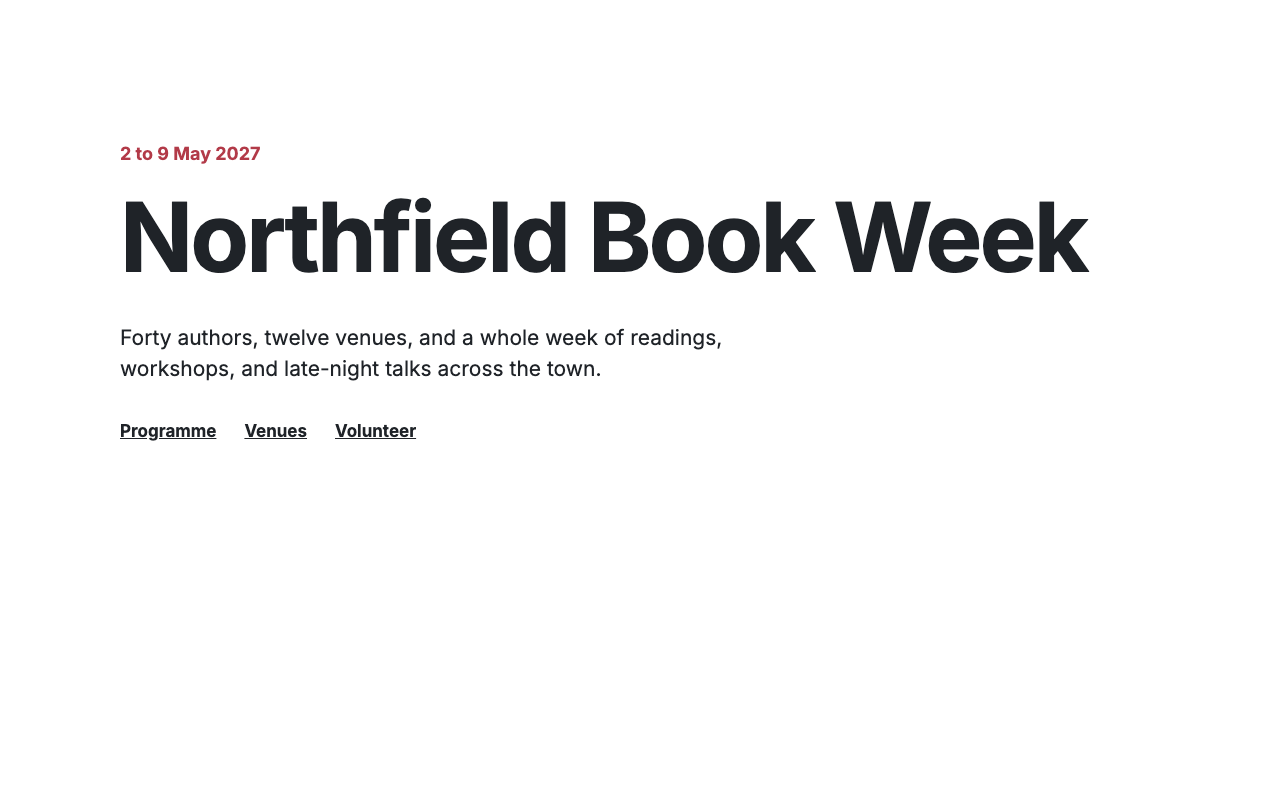 2 to 9 May 2027
Northfield Book Week
Forty authors, twelve venues, and a whole week of readings,
workshops, and late-night talks across the town.
Programme Venues Volunteer